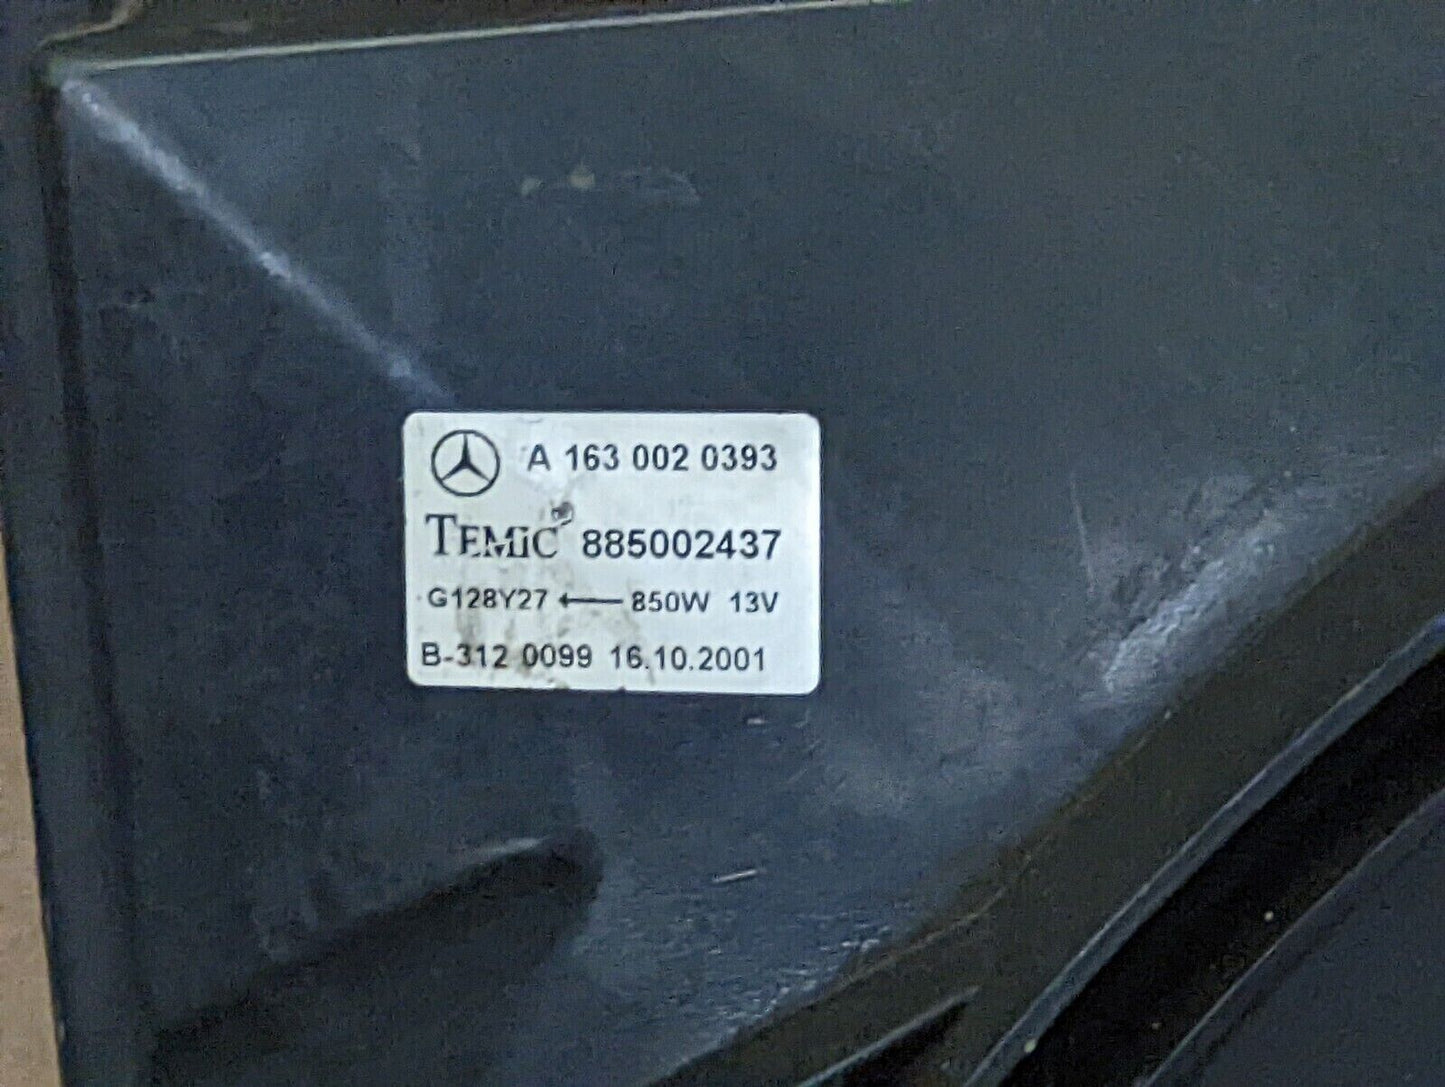 A 163 002 0393
TEMIC 885002437
G128Y27 ← 850W 13V
B-312 0099 16.10.2001